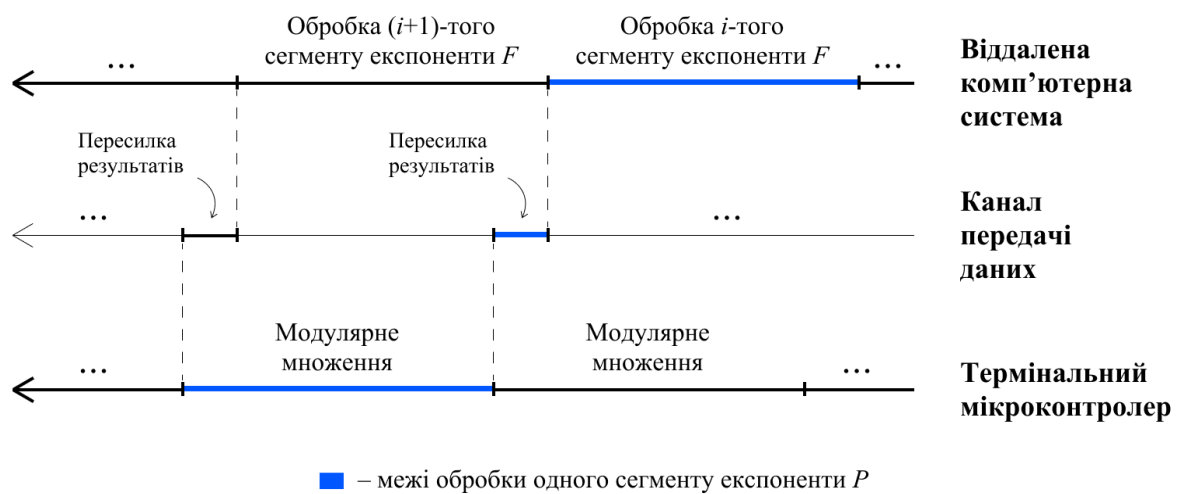 Обробка (i+1)-того
сегменту експоненти F
Обробка i-того
сегменту експоненти F
...
...
Віддалена
комп’ютерна
система
Пересилка
результатів
Пересилка
результатів
...
...
Канал
передачі
даних
Модулярне
множення
Модулярне
множення
...
...
Термінальний
мікроконтролер
– межі обробки одного сегменту експоненти P